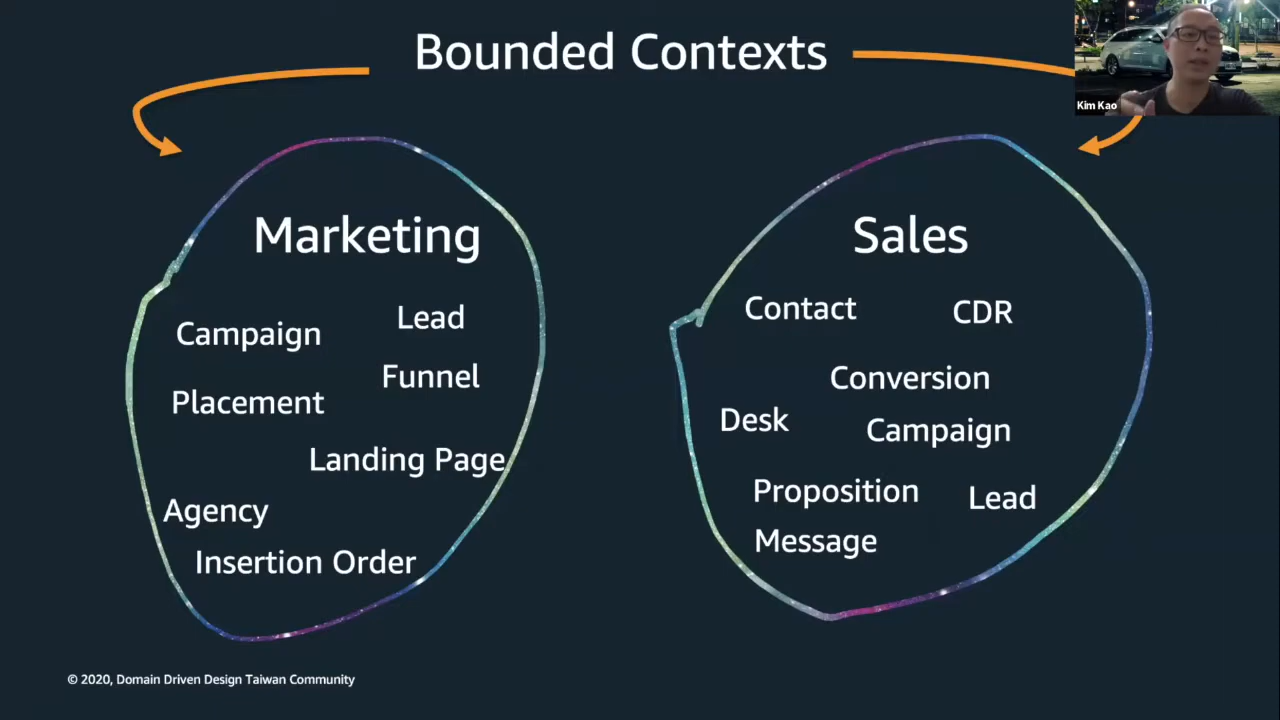 Bounded Contexts
Kim Kao
Marketing
Campaign
Lead
Funnel
Placement
Landing Page
Agency
Insertion Order
Sales
Contact
CDR
Conversion
Desk
Campaign
Proposition
Lead
Message
© 2020, Domain Driven Design Taiwan Community